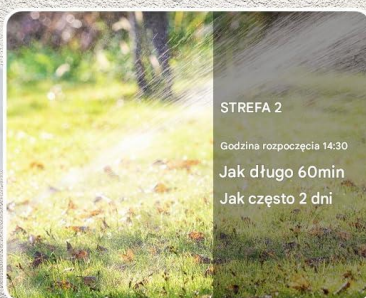 STREFA 2
Godzina rozpoczęcia 14:30
Jak długo 60min
Jak często 2 dni